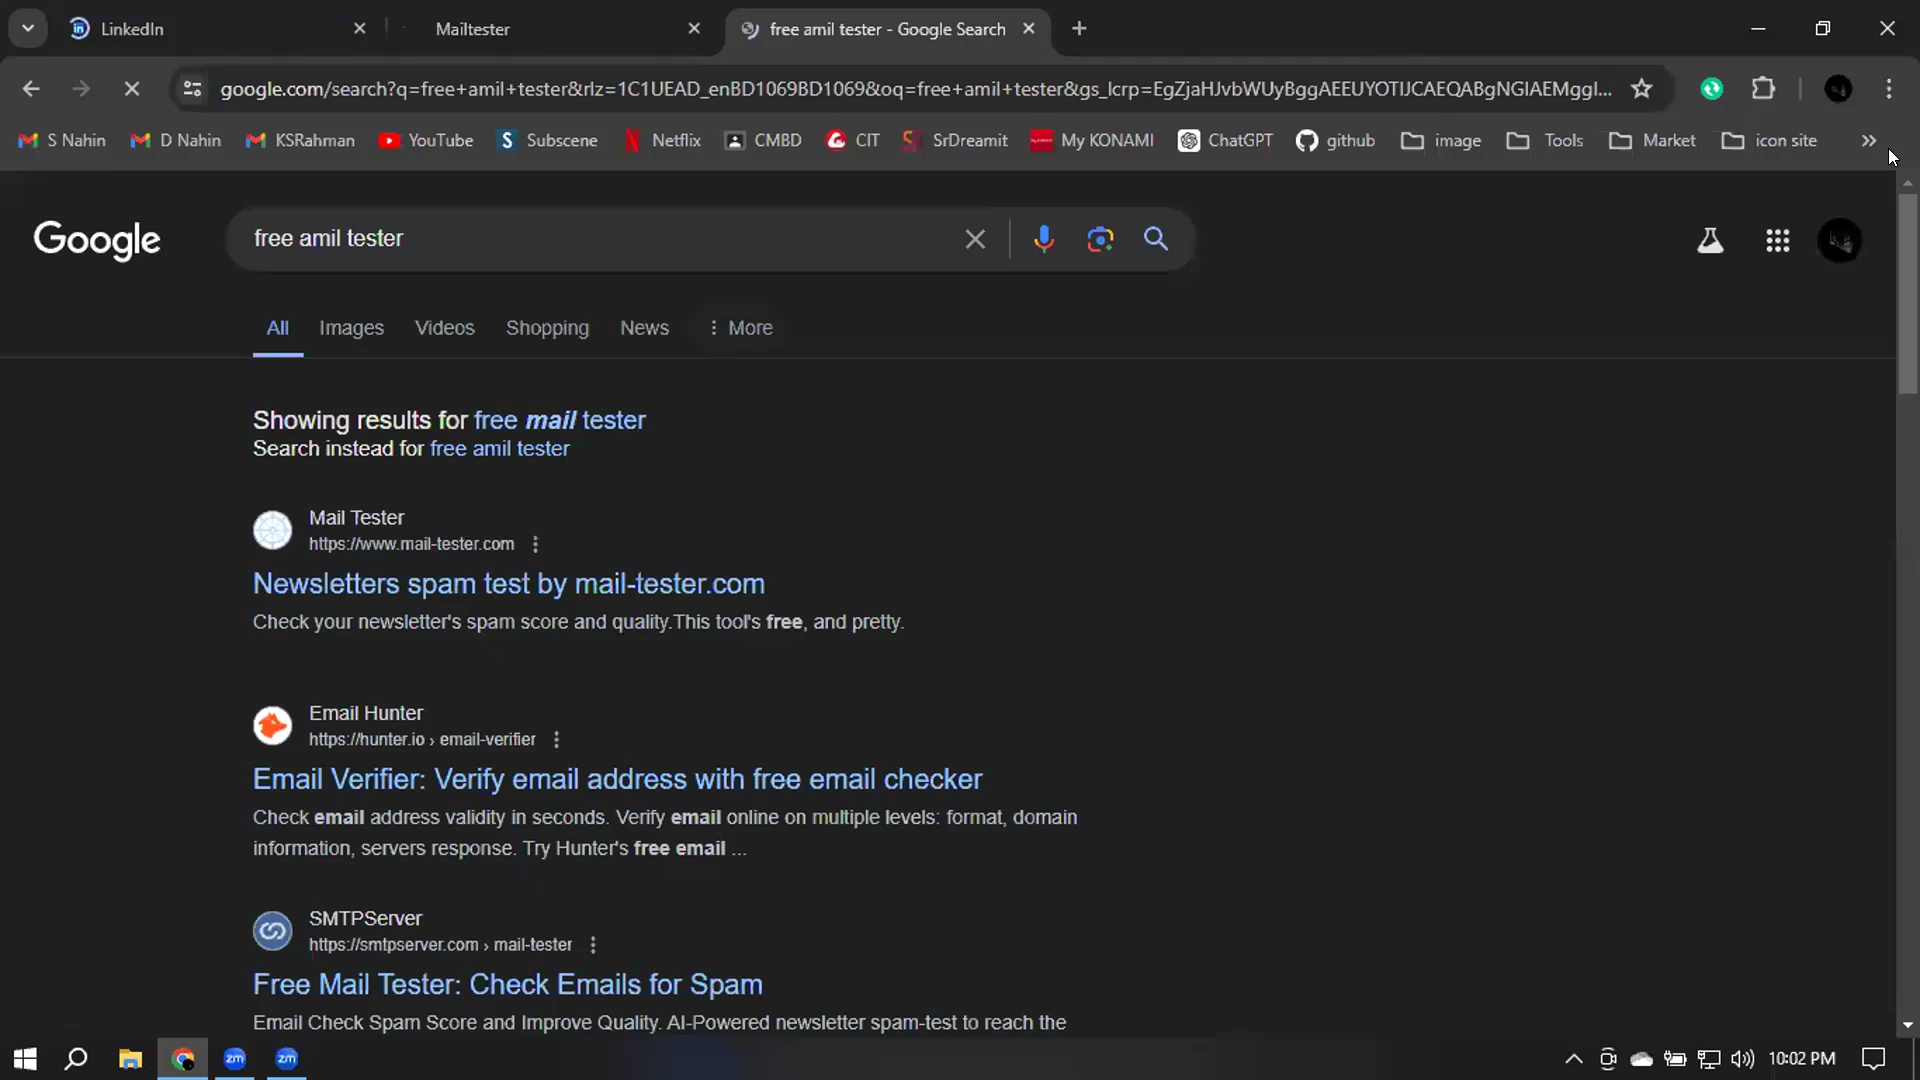 LinkedIn
Mailtester
free amil tester - Google Search
google.com/search?q=free+amil+tester&rlz=1C1UEAD_enBD1069BD1069&oq=free+amil+tester&gs_lcrp=EgZjaHJvbWUyBggAEEUYOTIJCAEQABgNGIAEMggI...
S Nahin
D Nahin
KSRahman
YouTube
Subscene
Netflix
CMBD
CIT
SrDreamit
My KONAMI
ChatGPT
github
image
Tools
Market
icon site
Google
free amil tester
All
Images
Videos
Shopping
News
More
Showing results for free mail tester
Search instead for free amil tester
Mail Tester
https://www.mail-tester.com
Newsletters spam test by mail-tester.com
Check your newsletter's spam score and quality.This tool's free, and pretty.
Email Hunter
https://hunter.io › email-verifier
Email Verifier: Verify email address with free email checker
Check email address validity in seconds. Verify email online on multiple levels: format, domain
information, servers response. Try Hunter's free email ...
SMTPServer
https://smtpserver.com › mail-tester
Free Mail Tester: Check Emails for Spam
Email Check Spam Score and Improve Quality. AI-Powered newsletter spam-test to reach the
zm
zm
10:02 PM